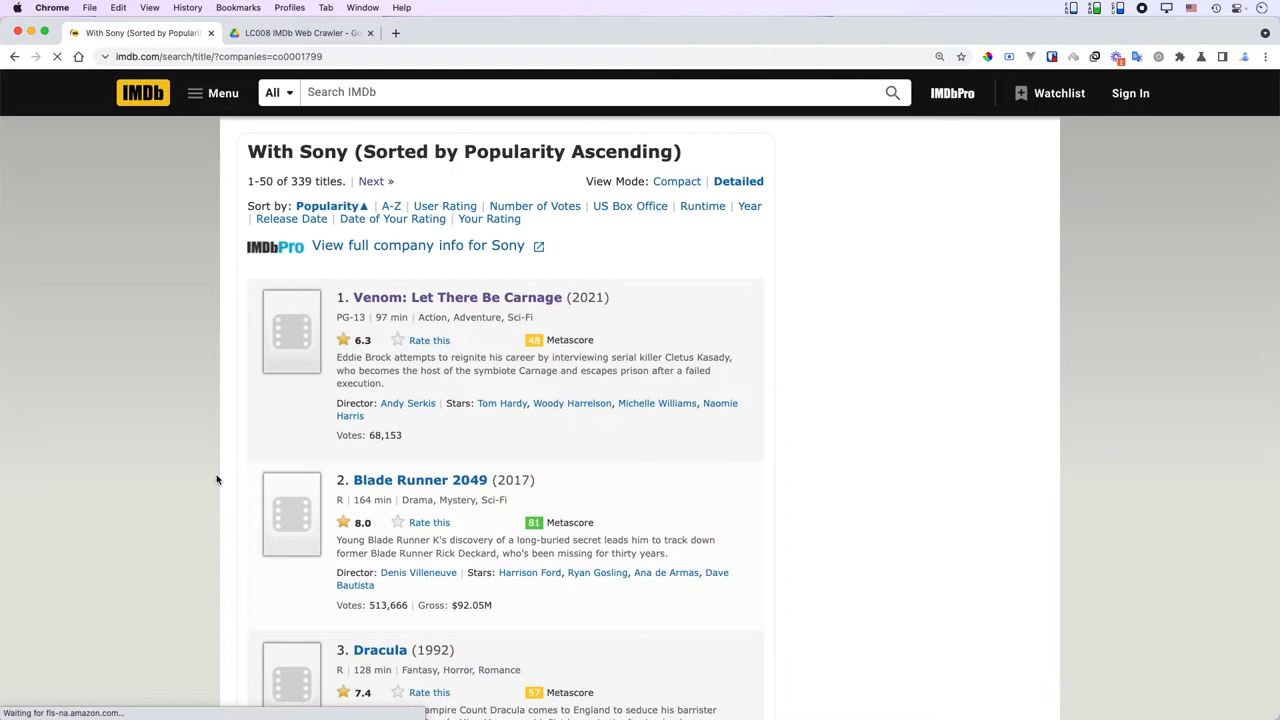 Chrome File Edit View History Bookmarks Profiles Tab Window Help
With Sony (Sorted by Populari
LC008 IMDb Web Crawler - Go
imdb.com/search/title/?companies=co0001799
IMDb Menu All Search IMDb IMDbPro Watchlist Sign In
With Sony (Sorted by Popularity Ascending)
1-50 of 339 titles. | Next » View Mode: Compact | Detailed
Sort by: Popularity▲ | A-Z | User Rating | Number of Votes | US Box Office | Runtime | Year
| Release Date | Date of Your Rating | Your Rating
IMDbPro View full company info for Sony
1. Venom: Let There Be Carnage (2021)
PG-13 | 97 min | Action, Adventure, Sci-Fi
6.3 Rate this 48 Metascore
Eddie Brock attempts to reignite his career by interviewing serial killer Cletus Kasady,
who becomes the host of the symbiote Carnage and escapes prison after a failed
execution.
Director: Andy Serkis | Stars: Tom Hardy, Woody Harrelson, Michelle Williams, Naomie
Harris
Votes: 68,153
2. Blade Runner 2049 (2017)
R | 164 min | Drama, Mystery, Sci-Fi
8.0 Rate this 81 Metascore
Young Blade Runner K's discovery of a long-buried secret leads him to track down
former Blade Runner Rick Deckard, who's been missing for thirty years.
Director: Denis Villeneuve | Stars: Harrison Ford, Ryan Gosling, Ana de Armas, Dave
Bautista
Votes: 513,666 | Gross: $92.05M
3. Dracula (1992)
R | 128 min | Fantasy, Horror, Romance
7.4 Rate this 57 Metascore
ampire Count Dracula comes to England to seduce his barrister
Waiting for fls-na.amazon.com...